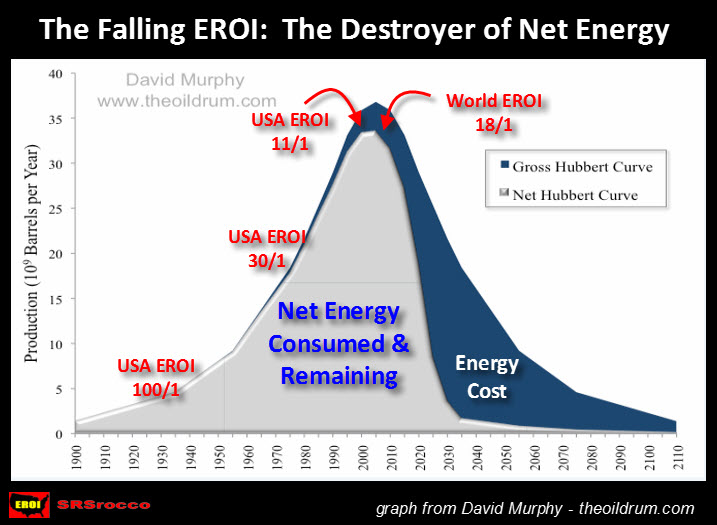 The Falling EROI: The Destroyer of Net Energy
David Murphy
www.theoildrum.com
USA EROI
11/1
World EROI
18/1
Gross Hubbert Curve
Net Hubbert Curve
USA EROI
30/1
Net Energy
Consumed &
Remaining
USA EROI
100/1
Energy
Cost
Production (10⁹ Barrels per Year)
40
35
30
25
20
15
10
5
0
1900
1910
1920
1930
1940
1950
1960
1970
1980
1990
2000
2010
2020
2030
2040
2050
2060
2070
2080
2090
2100
2110
EROI
SRSrocco
graph from David Murphy - theoildrum.com